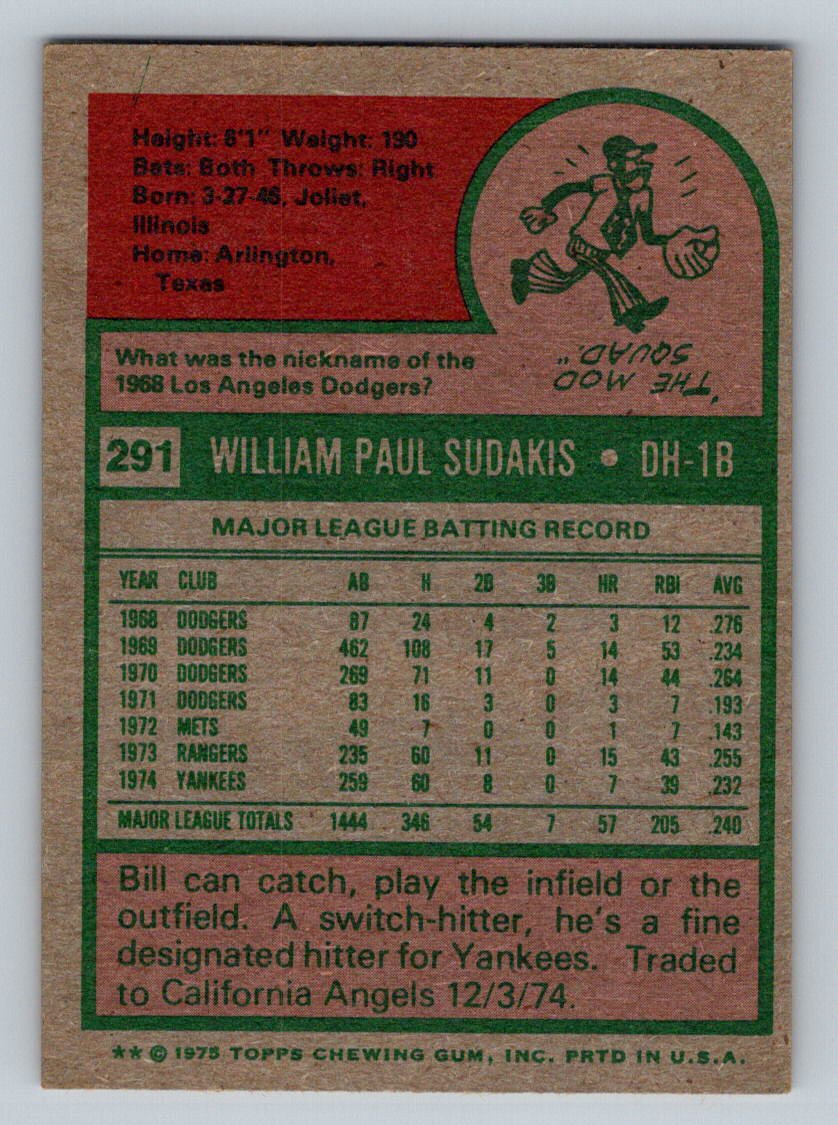 Height: 6'1" Weight: 190
Bats: Both Throws: Right
Born: 3-27-46, Joliet,
Illinois
Home: Arlington,
Texas
What was the nickname of the
1968 Los Angeles Dodgers?
"THE MOD
SQUAD."
291 WILLIAM PAUL SUDAKIS • DH-1B
MAJOR LEAGUE BATTING RECORD
YEAR CLUB AB H 2B 3B HR RBI AVG
1968 DODGERS 87 24 4 2 3 12 .276
1969 DODGERS 462 108 17 5 14 53 .234
1970 DODGERS 269 71 11 0 14 44 .264
1971 DODGERS 83 16 3 0 3 7 .193
1972 METS 49 7 0 0 1 7 .143
1973 RANGERS 235 60 11 0 15 43 .255
1974 YANKEES 259 60 8 0 7 39 .232
MAJOR LEAGUE TOTALS 1444 346 54 7 57 205 .240
Bill can catch, play the infield or the
outfield. A switch-hitter, he's a fine
designated hitter for Yankees. Traded
to California Angels 12/3/74.
** © 1975 TOPPS CHEWING GUM, INC. PRTD IN U.S.A.